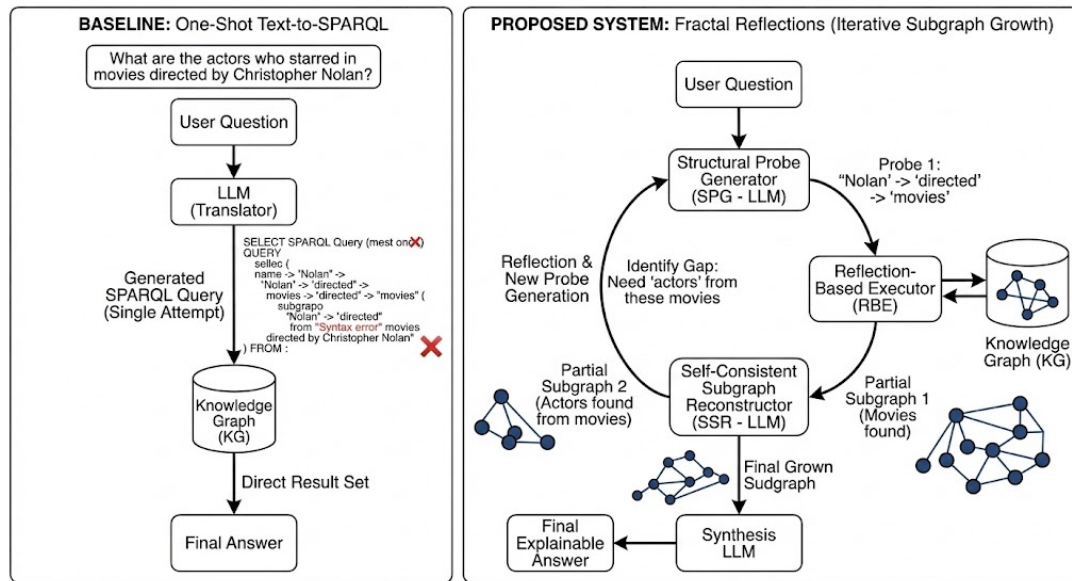 BASELINE: One-Shot Text-to-SPARQL
What are the actors who starred in
movies directed by Christopher Nolan?
User Question
LLM
(Translator)
Generated
SPARQL Query
(Single Attempt)
SELECT SPARQL Query (mest
QUERY
sellec (
name -> 'Nolan" ->
"Nolan' -> 'directed" ->
movies -> 'directed -> "movies" (
subgrapo
"Nolan" -> 'directed"
from "Syntax error" movies
directed by Christopher Nolan"
) FROM :
Knowledge
Graph
(KG)
Direct Result Set
Final Answer
PROPOSED SYSTEM: Fractal Reflections (Iterative Subgraph Growth)
User Question
Structural Probe
Generator
(SPG - LLM)
Probe 1:
"Nolan' -> 'directed'
-> 'movies'
Reflection &
New Probe
Generation
Identify Gap:
Need 'actors' from
these movies
Reflection-
Based Executor
(RBE)
Knowledge
Graph (KG)
Partial
Subgraph 2
(Actors found
from movies)
Self-Consistent
Subgraph
Reconstructor
(SSR - LLM)
Partial
Subgraph 1
(Movies
found)
Final Grown
Sudgraph
Final
Explainable
Answer
Synthesis
LLM